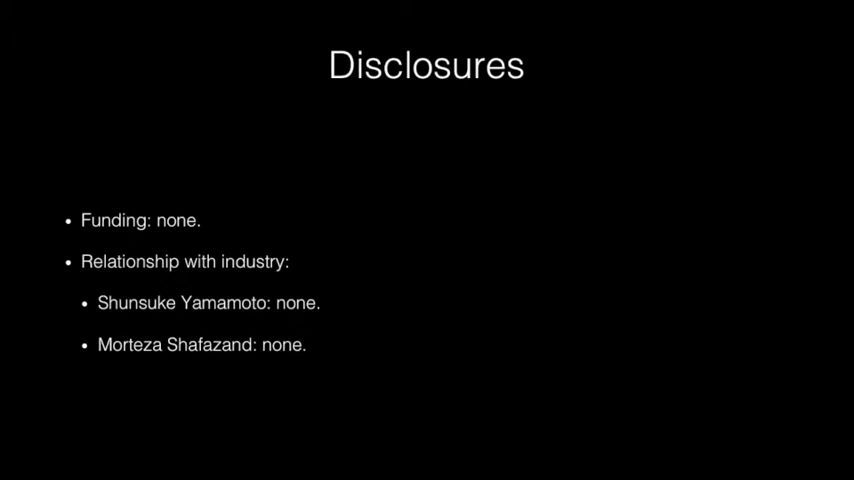 Disclosures
• Funding: none.
• Relationship with industry:
• Shunsuke Yamamoto: none.
• Morteza Shafazand: none.